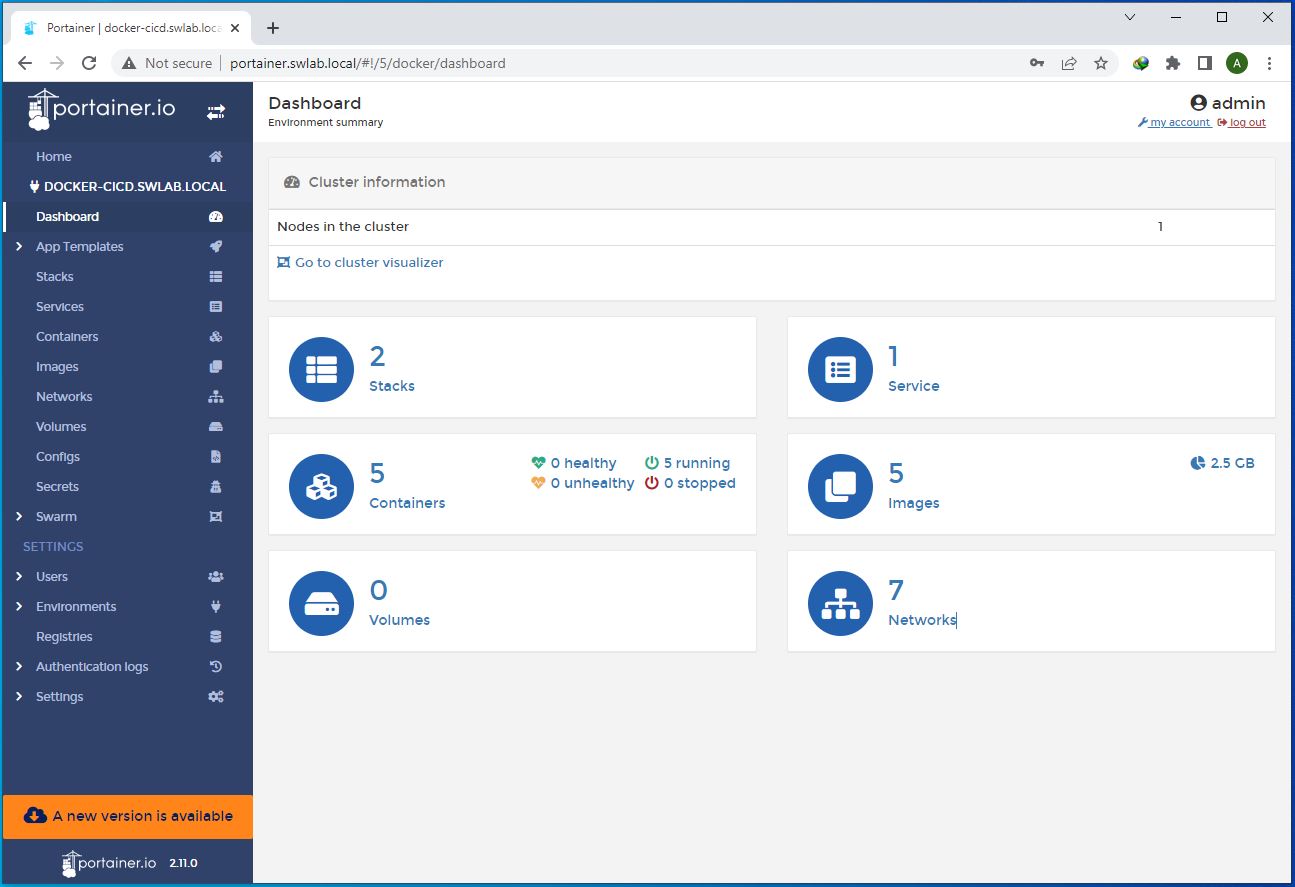 Portainer | docker-cicd.swlab.loca
Not secure | portainer.swlab.local/#!/5/docker/dashboard
A
portainer.io
Home
DOCKER-CICD.SWLAB.LOCAL
Dashboard
App Templates
Stacks
Services
Containers
Images
Networks
Volumes
Configs
Secrets
Swarm
SETTINGS
Users
Environments
Registries
Authentication logs
Settings
A new version is available
portainer.io 2.11.0
Dashboard
Environment summary
admin
my account log out
Cluster information
Nodes in the cluster 1
Go to cluster visualizer
2
Stacks
1
Service
5
Containers
0 healthy 5 running
0 unhealthy 0 stopped
5
Images
2.5 GB
0
Volumes
7
Networks